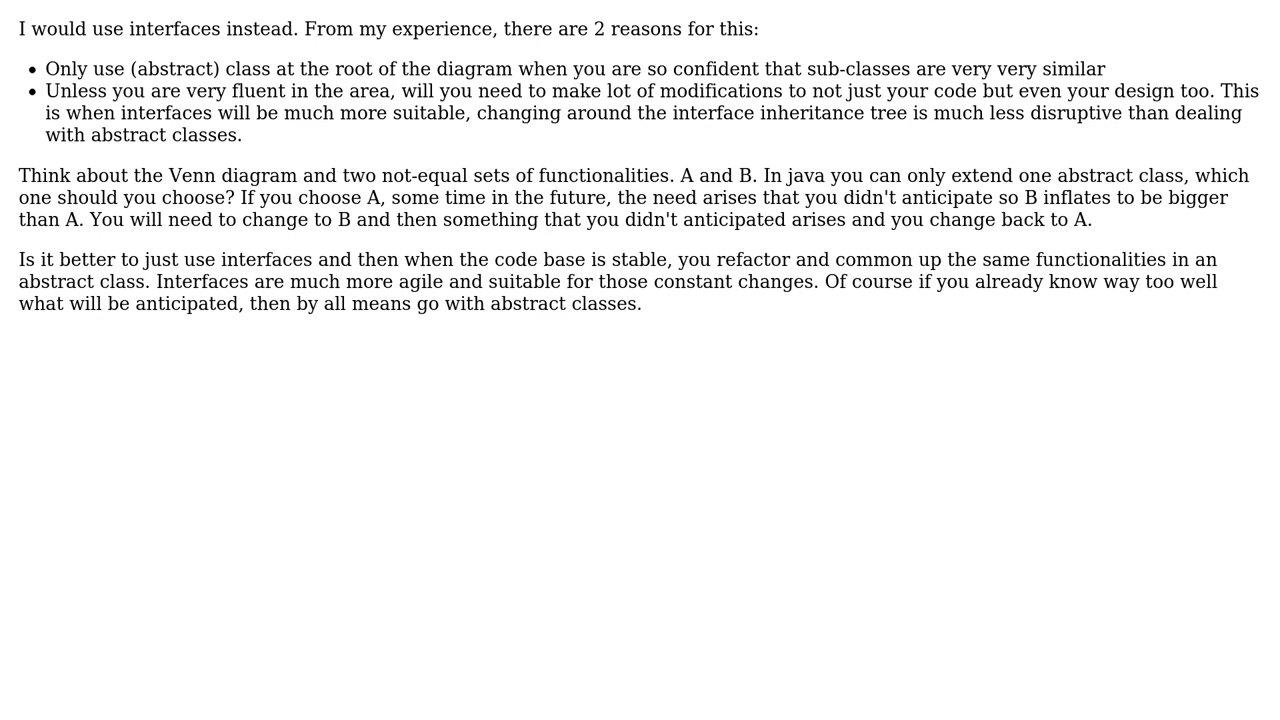 I would use interfaces instead. From my experience, there are 2 reasons for this:
• Only use (abstract) class at the root of the diagram when you are so confident that sub-classes are very very similar
• Unless you are very fluent in the area, will you need to make lot of modifications to not just your code but even your design too. This
is when interfaces will be much more suitable, changing around the interface inheritance tree is much less disruptive than dealing
with abstract classes.
Think about the Venn diagram and two not-equal sets of functionalities. A and B. In java you can only extend one abstract class, which
one should you choose? If you choose A, some time in the future, the need arises that you didn't anticipate so B inflates to be bigger
than A. You will need to change to B and then something that you didn't anticipated arises and you change back to A.
Is it better to just use interfaces and then when the code base is stable, you refactor and common up the same functionalities in an
abstract class. Interfaces are much more agile and suitable for those constant changes. Of course if you already know way too well
what will be anticipated, then by all means go with abstract classes.